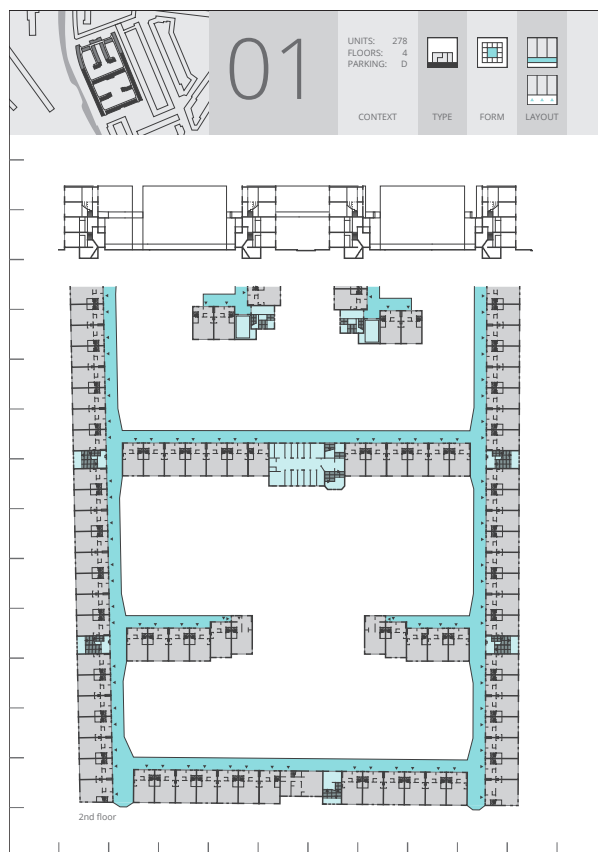 01
UNITS: 278
FLOORS: 4
PARKING: D
CONTEXT
TYPE
FORM
LAYOUT
2nd floor